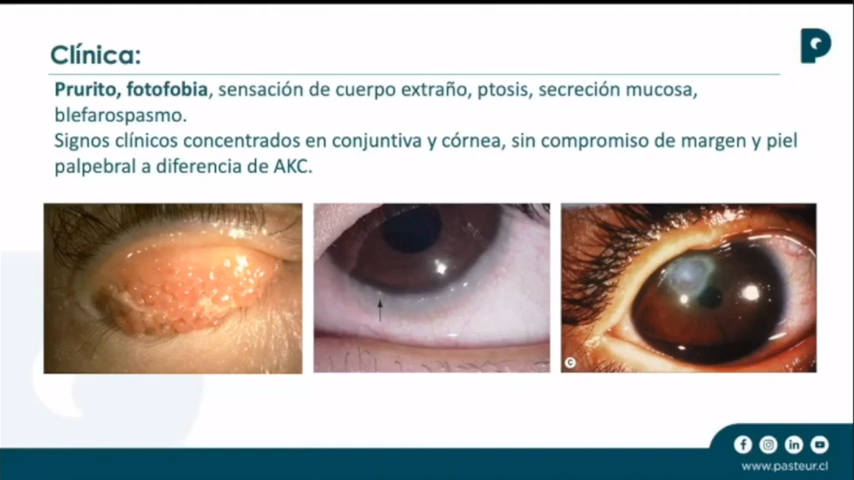 Clínica:
Prurito, fotofobia, sensación de cuerpo extraño, ptosis, secreción mucosa,
blefarospasmo.
Signos clínicos concentrados en conjuntiva y córnea, sin compromiso de margen y piel
palpebral a diferencia de AKC.
C
www.pasteur.cl